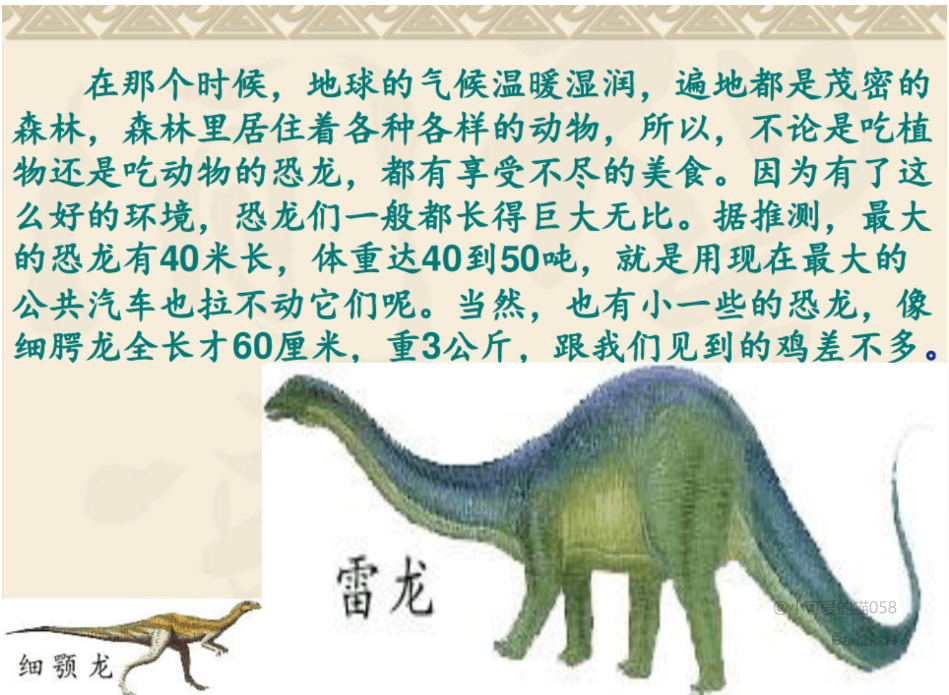 在那个时候，地球的气候温暖湿润，遍地都是茂密的
森林，森林里居住着各种各样的动物，所以，不论是吃植
物还是吃动物的恐龙，都有享受不尽的美食。因为有了这
么好的环境，恐龙们一般都长得巨大无比。据推测，最大
的恐龙有40米长，体重达40到50吨，就是用现在最大的
公共汽车也拉不动它们呢。当然，也有小一些的恐龙，像
细腭龙全长才60厘米，重3公斤，跟我们见到的鸡差不多。
雷龙
@小可爱的猫058
细颚龙